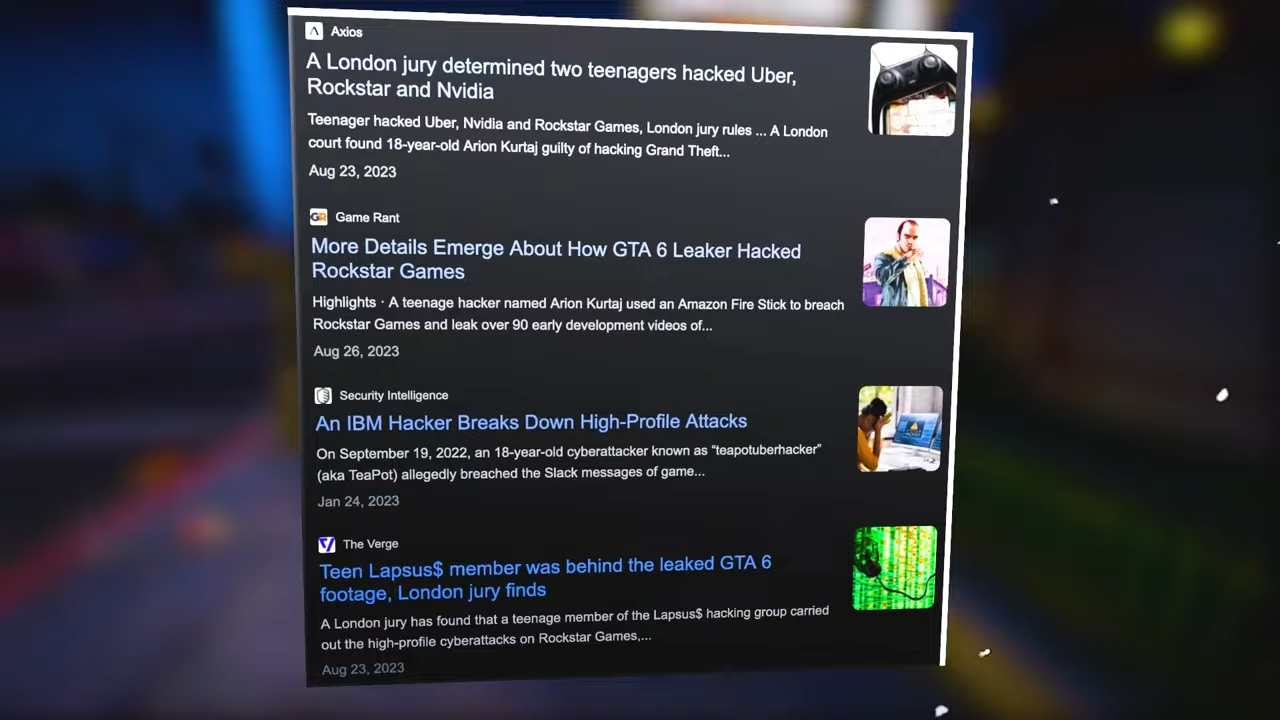 Axios
A London jury determined two teenagers hacked Uber,
Rockstar and Nvidia
Teenager hacked Uber, Nvidia and Rockstar Games, London jury rules ... A London
court found 18-year-old Arion Kurtaj guilty of hacking Grand Theft...
Aug 23, 2023
GR Game Rant
More Details Emerge About How GTA 6 Leaker Hacked
Rockstar Games
Highlights · A teenage hacker named Arion Kurtaj used an Amazon Fire Stick to breach
Rockstar Games and leak over 90 early development videos of...
Aug 26, 2023
Security Intelligence
An IBM Hacker Breaks Down High-Profile Attacks
On September 19, 2022, an 18-year-old cyberattacker known as “teapotuberhacker”
(aka TeaPot) allegedly breached the Slack messages of game...
Jan 24, 2023
The Verge
Teen Lapsus$ member was behind the leaked GTA 6
footage, London jury finds
A London jury has found that a teenage member of the Lapsus$ hacking group carried
out the high-profile cyberattacks on Rockstar Games,...
Aug 23, 2023